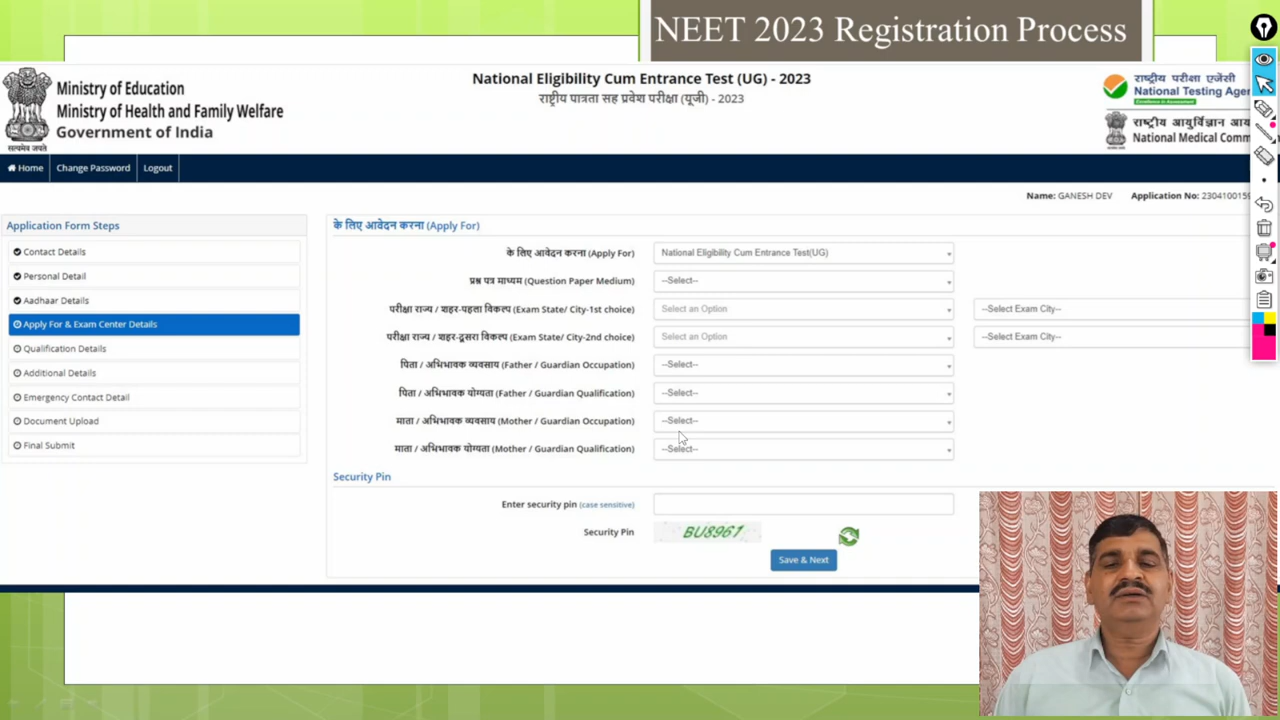 NEET 2023 Registration Process
Ministry of Education
Ministry of Health and Family Welfare
Government of India
सत्यमेव जयते
National Eligibility Cum Entrance Test (UG) - 2023
राष्ट्रीय पात्रता सह प्रवेश परीक्षा (यूजी) - 2023
राष्ट्रीय परीक्षा एजेंसी
National Testing Agen
Excellence in Assessment
राष्ट्रीय आयुर्विज्ञान आय
National Medical Comm
Home Change Password Logout
Name: GANESH DEV Application No: 2304100159
Application Form Steps
Contact Details
Personal Detail
Aadhaar Details
Apply For & Exam Center Details
Qualification Details
Additional Details
Emergency Contact Detail
Document Upload
Final Submit
के लिए आवेदन करना (Apply For)
के लिए आवेदन करना (Apply For) National Eligibility Cum Entrance Test(UG)
प्रश्न पत्र माध्यम (Question Paper Medium) --Select--
परीक्षा राज्य / शहर-पहला विकल्प (Exam State/ City-1st choice) Select an Option --Select Exam City--
परीक्षा राज्य / शहर-दूसरा विकल्प (Exam State/ City-2nd choice) Select an Option --Select Exam City--
पिता / अभिभावक व्यवसाय (Father / Guardian Occupation) --Select--
पिता / अभिभावक योग्यता (Father / Guardian Qualification) --Select--
माता / अभिभावक व्यवसाय (Mother / Guardian Occupation) --Select--
माता / अभिभावक योग्यता (Mother / Guardian Qualification) --Select--
Security Pin
Enter security pin (case sensitive)
Security Pin BU8961
Save & Next